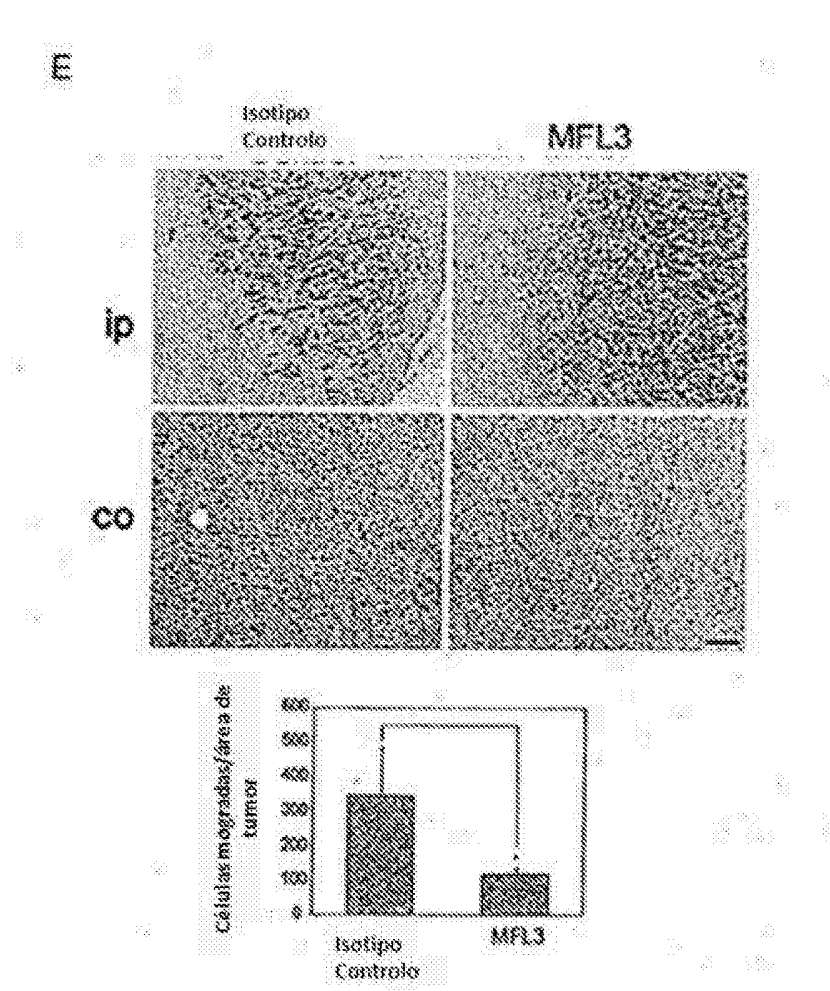 E
Isotipo
Controlo
MFL3
ip
co
Células mogradas/área de
tumor
600
500
400
300
200
100
0
Isotipo
Controlo
MFL3